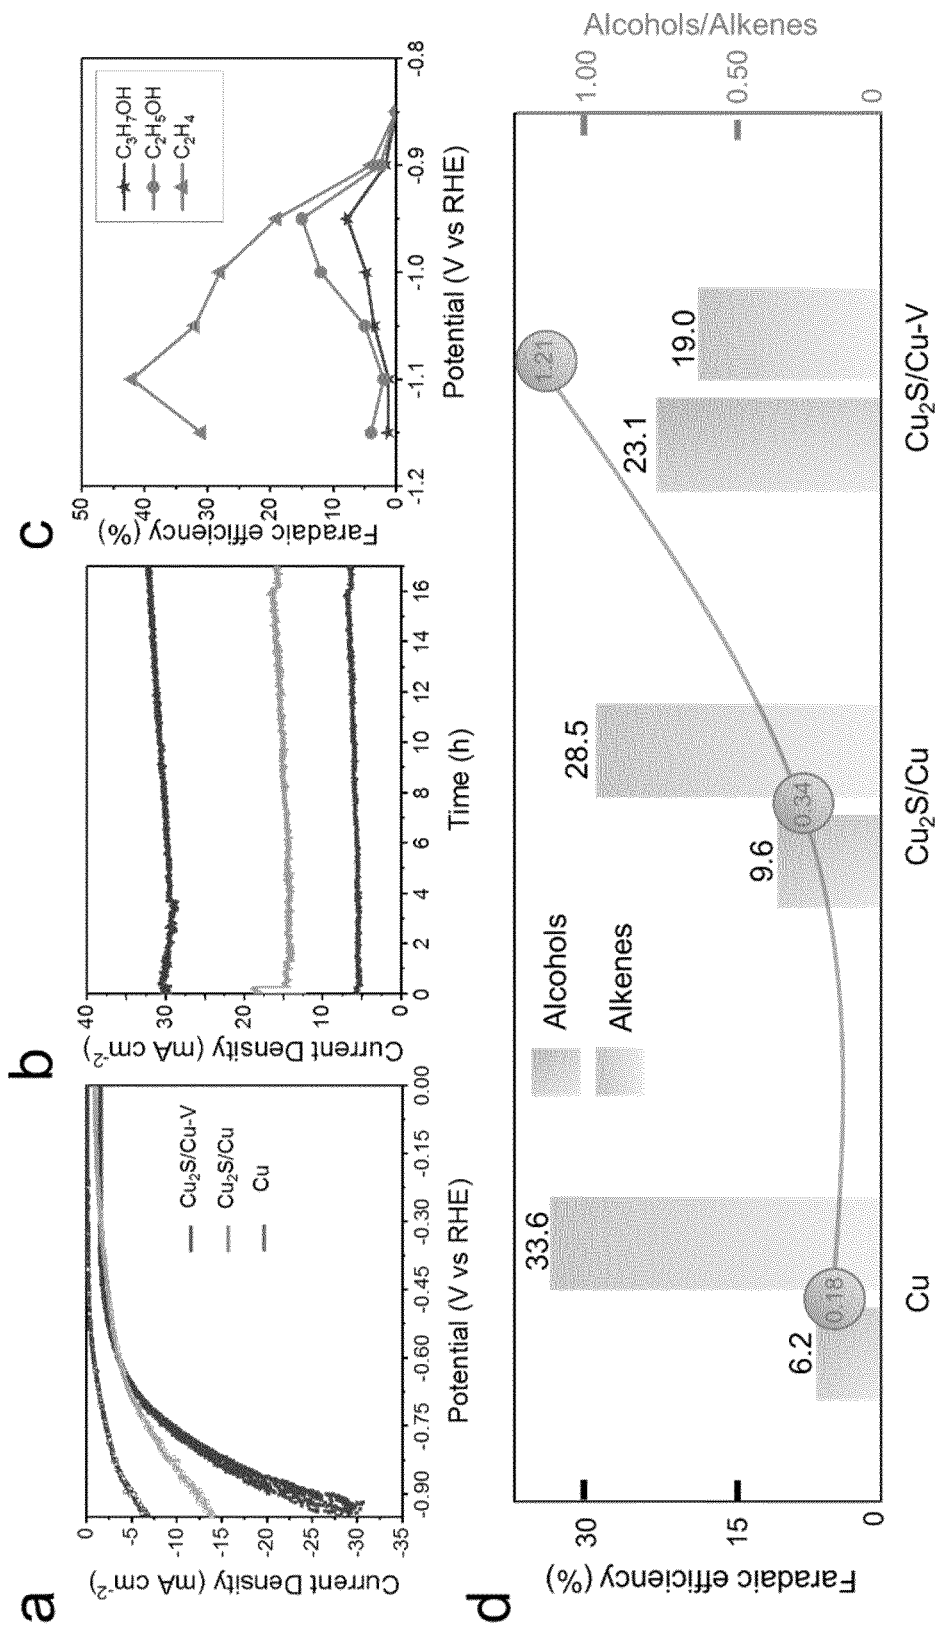 a
Current Density (mA cm⁻²)
0
-5
-10
-15
-20
-25
-30
-35
-0.90 -0.75 -0.60 -0.45 -0.30 -0.15 0.00
Potential (V vs RHE)
Cu₂S/Cu-V
Cu₂S/Cu
Cu
b
Current Density (mA cm⁻²)
40
30
20
10
0
0 2 4 6 8 10 12 14 16
Time (h)
c
Faradaic efficiency (%)
50
40
30
20
10
0
-1.2 -1.1 -1.0 -0.9 -0.8
Potential (V vs RHE)
C₃H₇OH
C₂H₅OH
C₂H₄
d
Faradaic efficiency (%)
30
15
0
Alcohols
Alkenes
6.2
33.6
0.18
9.6
28.5
0.34
23.1
19.0
1.21
Cu Cu₂S/Cu Cu₂S/Cu-V
1.00
0.50
0
Alcohols/Alkenes